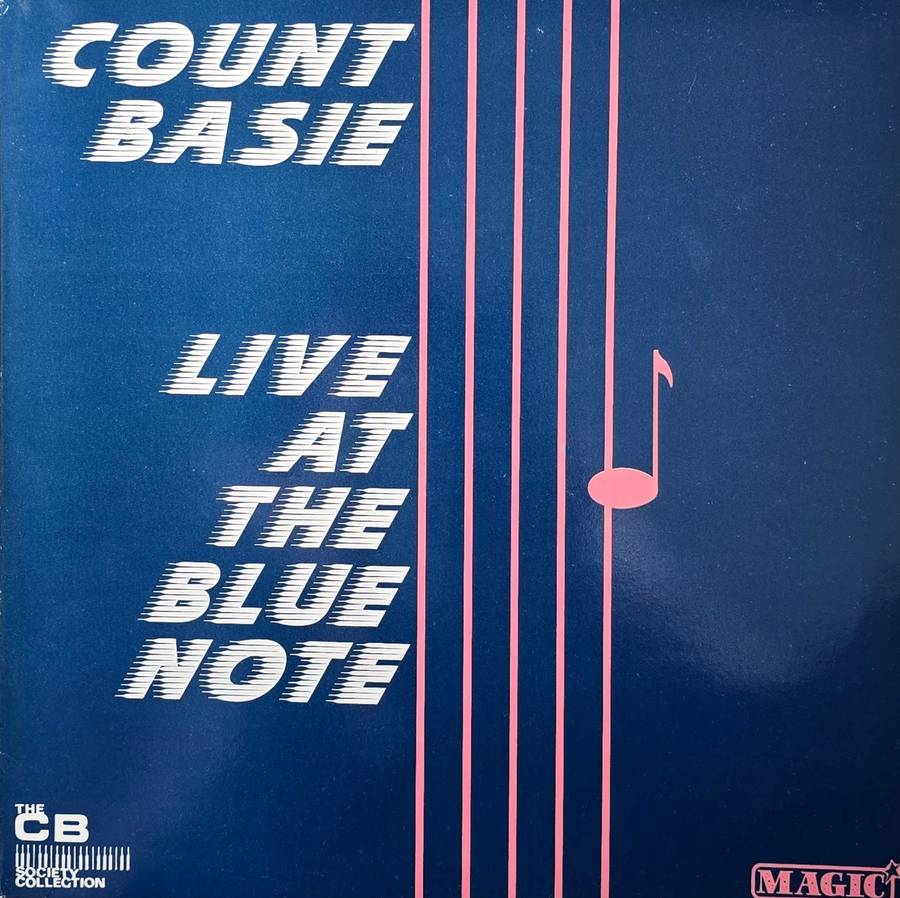 COUNT
BASIE
LIVE
AT
THE
BLUE
NOTE
THE
CB
SOCIETY
COLLECTION
MAGIC